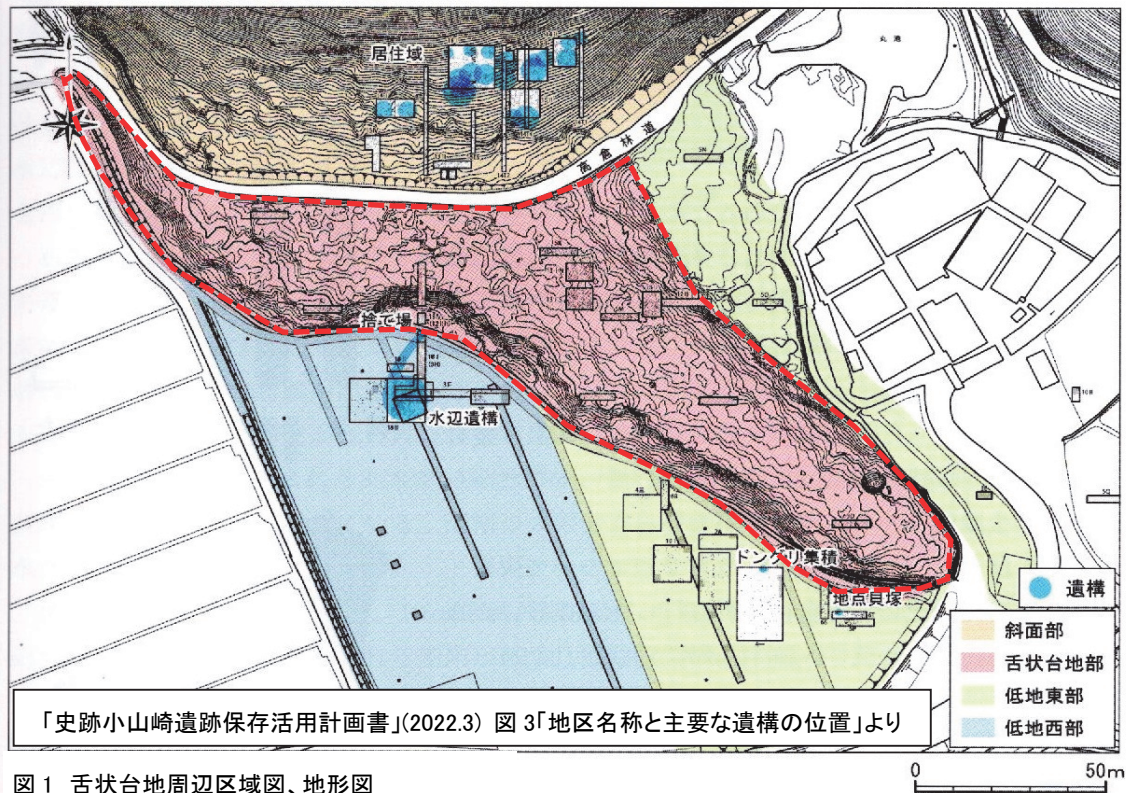 居住域
丸池
高倉林道
捨て場
水辺遺構
ドングリ集積
地点貝塚
遺構
斜面部
舌状台地部
低地東部
低地西部
「史跡小山崎遺跡保存活用計画書」(2022.3) 図3「地区名称と主要な遺構の位置」より
図1 舌状台地周辺区域図、地形図
0 50m